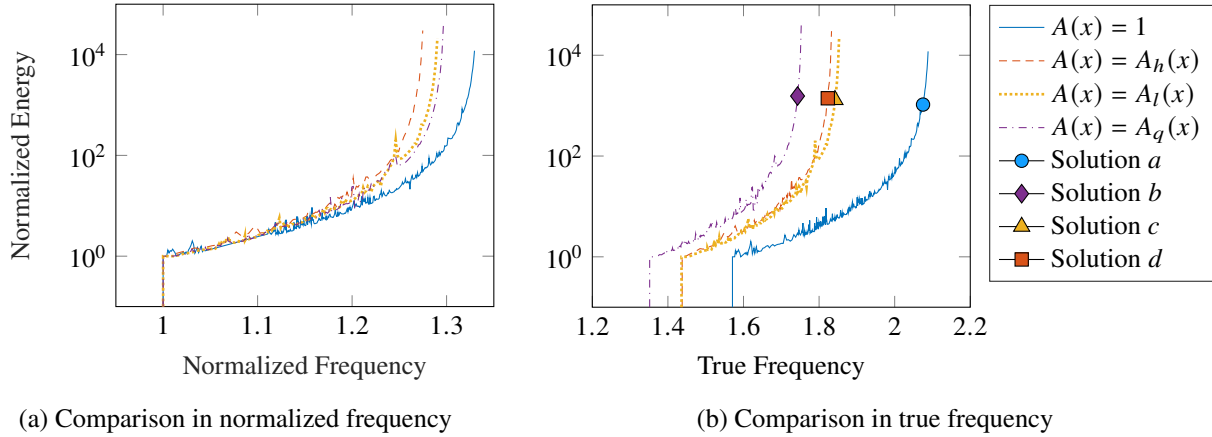 10^4
10^2
10^0
Normalized Energy
1
1.1
1.2
1.3
Normalized Frequency
(a) Comparison in normalized frequency
10^4
10^2
10^0
1.2
1.4
1.6
1.8
2
2.2
True Frequency
(b) Comparison in true frequency
A(x) = 1
A(x) = A_h(x)
A(x) = A_l(x)
A(x) = A_q(x)
Solution a
Solution b
Solution c
Solution d